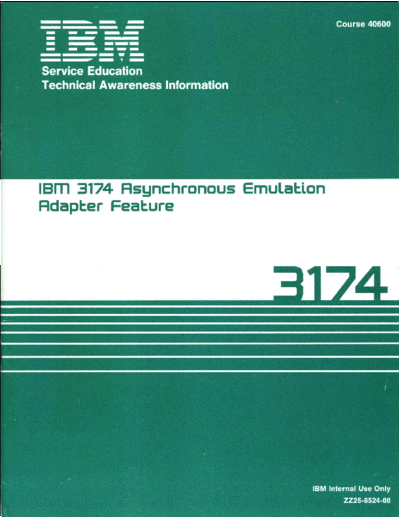 Course 40600
IBM
Service Education
Technical Awareness Information
IBM 3174 Asynchronous Emulation
Adapter Feature
3174
IBM Internal Use Only
ZZ25-8524-00